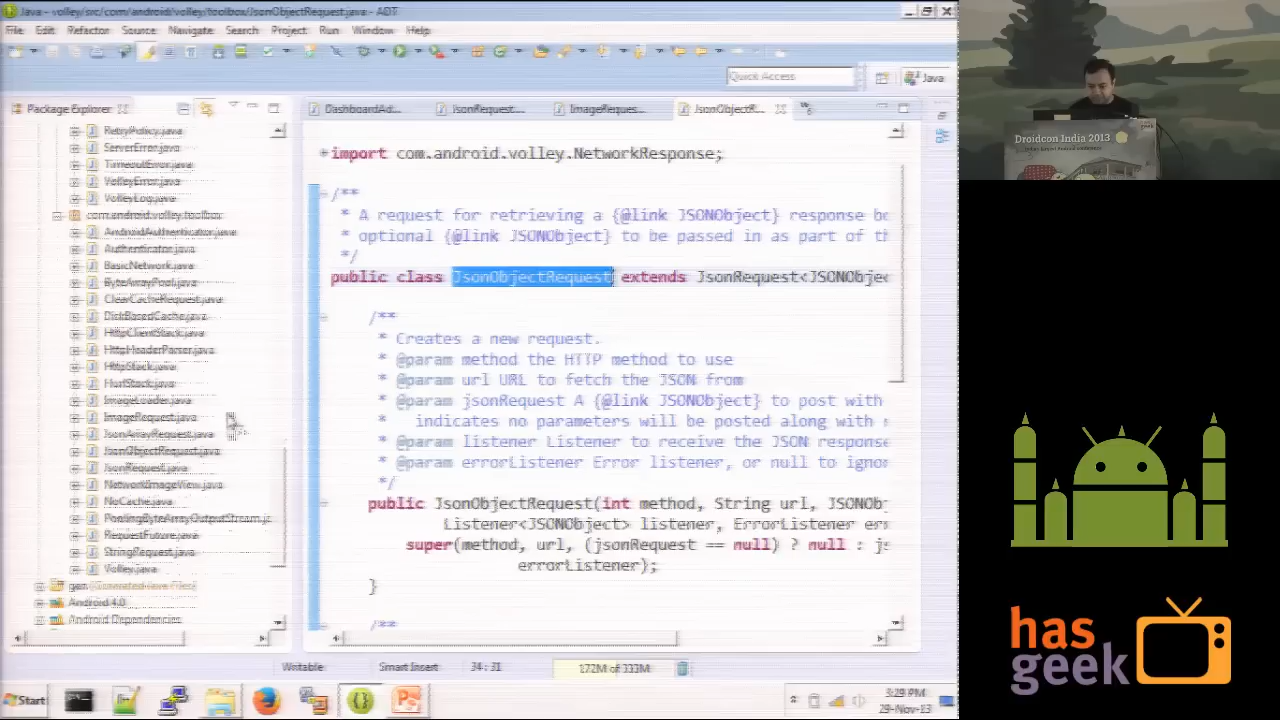 Java - volley/src/com/android/volley/toolbox/JsonObjectRequest.java - ADT
File Edit Refactor Source Navigate Search Project Run Window Help
Quick Access
Java
Package Explorer
DashboardAd...
JsonRequest....
ImageReques...
JsonObjectR...
RetryPolicy.java
ServerError.java
TimeoutError.java
VolleyError.java
VolleyLog.java
com.android.volley.toolbox
AndroidAuthenticator.java
Authenticator.java
BasicNetwork.java
ByteArrayPool.java
ClearCacheRequest.java
DiskBasedCache.java
HttpClientStack.java
HttpHeaderParser.java
HttpStack.java
HurlStack.java
ImageLoader.java
ImageRequest.java
JsonArrayRequest.java
JsonObjectRequest.java
JsonRequest.java
NetworkImageView.java
NoCache.java
PoolingByteArrayOutputStream.ja
RequestFuture.java
StringRequest.java
Volley.java
gen [Generated Java Files]
Android 4.0
Android Dependencies
import com.android.volley.NetworkResponse;
/**
* A request for retrieving a {@link JSONObject} response bo
* optional {@link JSONObject} to be passed in as part of th
*/
public class JsonObjectRequest extends JsonRequest<JSONObjec
/**
* Creates a new request.
* @param method the HTTP method to use
* @param url URL to fetch the JSON from
* @param jsonRequest A {@link JSONObject} to post with
indicates no parameters will be posted along with r
* @param listener Listener to receive the JSON response
* @param errorListener Error listener, or null to ignor
*/
public JsonObjectRequest(int method, String url, JSONOb
Listener<JSONObject> listener, ErrorListener err
super(method, url, (jsonRequest == null) ? null : js
errorListener);
}
/**
Writable
Smart Insert
34 : 31
172M of 333M
Start
3:29 PM
29-Nov-13
Droidcon India 2013
has
geek